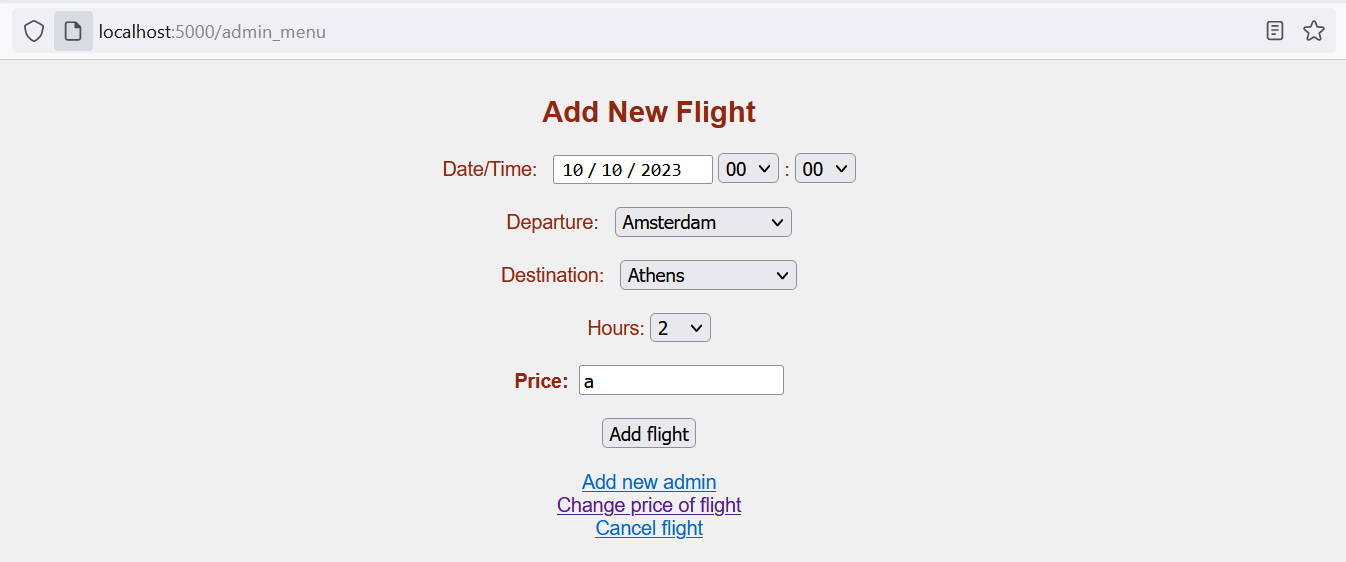 localhost:5000/admin_menu
Add New Flight
Date/Time: 10 / 10 / 2023 00 : 00
Departure: Amsterdam
Destination: Athens
Hours: 2
Price: a
Add flight
Add new admin
Change price of flight
Cancel flight